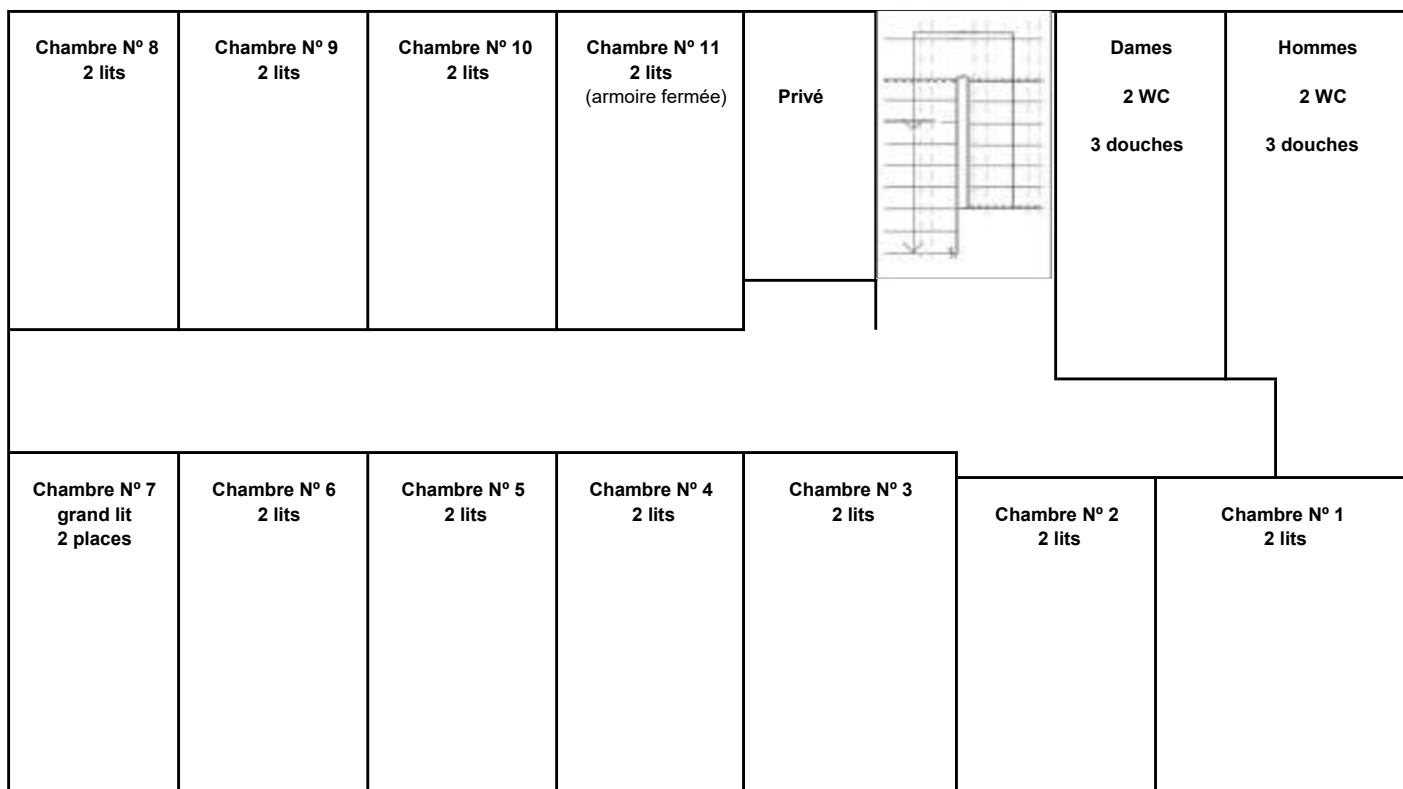 Chambre Nº 8
2 lits
Chambre Nº 9
2 lits
Chambre Nº 10
2 lits
Chambre Nº 11
2 lits
(armoire fermée)
Privé
Dames
2 WC
3 douches
Hommes
2 WC
3 douches
Chambre Nº 7
grand lit
2 places
Chambre Nº 6
2 lits
Chambre Nº 5
2 lits
Chambre Nº 4
2 lits
Chambre Nº 3
2 lits
Chambre Nº 2
2 lits
Chambre Nº 1
2 lits